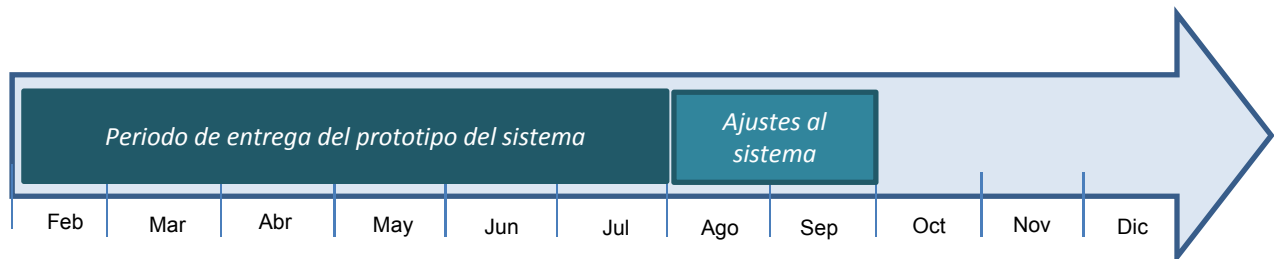 Periodo de entrega del prototipo del sistema
Ajustes al
sistema
Feb Mar Abr May Jun Jul Ago Sep Oct Nov Dic